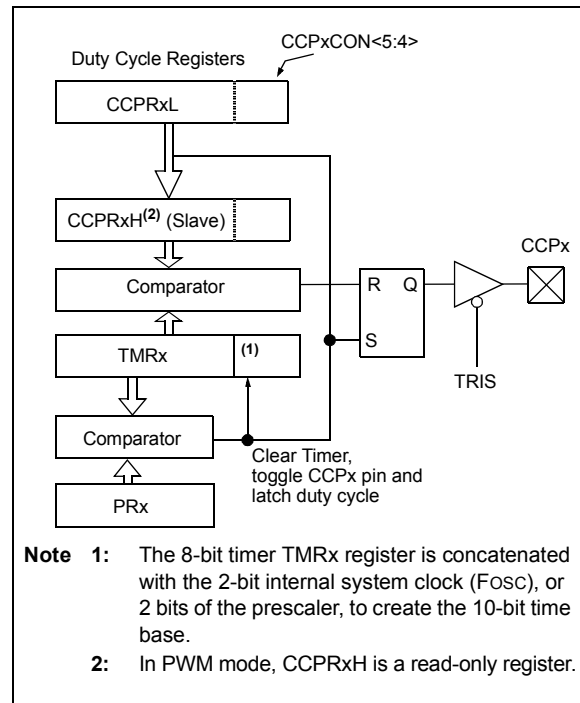 CCPxCON<5:4>
Duty Cycle Registers
CCPRxL
CCPRxH(2) (Slave)
CCPx
Comparator
R Q
TMRx (1)
S
TRIS
Comparator
Clear Timer,
toggle CCPx pin and
latch duty cycle
PRx
Note 1: The 8-bit timer TMRx register is concatenated
with the 2-bit internal system clock (FOSC), or
2 bits of the prescaler, to create the 10-bit time
base.
2: In PWM mode, CCPRxH is a read-only register.